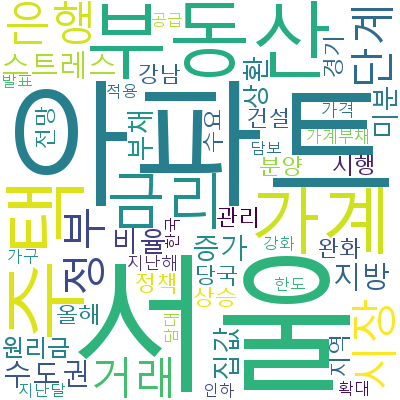 은행
부동산
공급
단계
스트레스
강남
상환
경기
발표
적용
전망
아파트
부채
수요
건설
가격
미분
가계부채
담보
분양
시행
주택
정부
금리
가계
관리
비율
한국
증가
강화
완화
가구
지난해
정책
당국
한도
지방
시장
올해
상승
서울
원리금
거래
담대
집값
지역
수도권
지난달
인하
확대